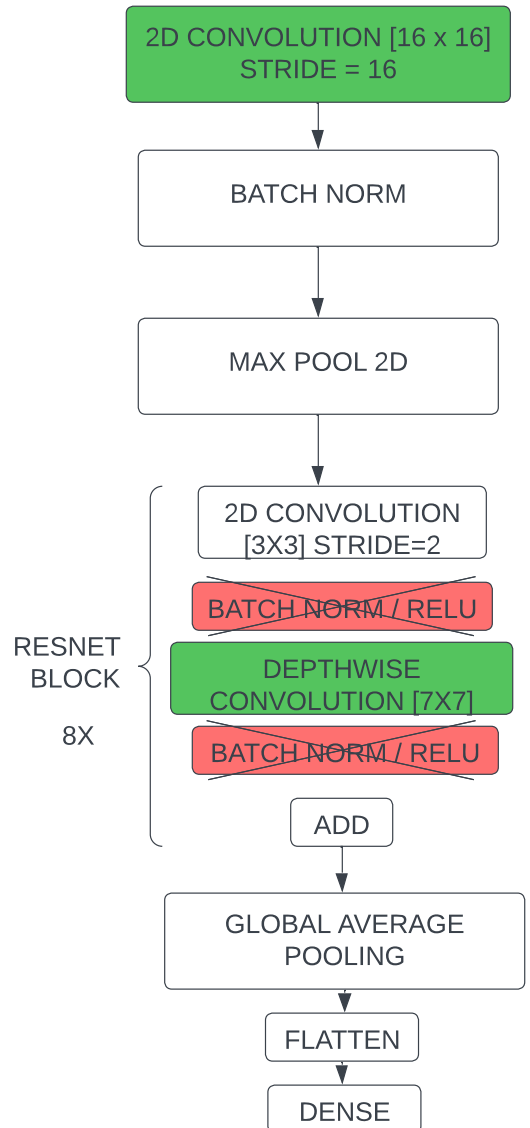 2D CONVOLUTION [16 x 16]
STRIDE = 16
BATCH NORM
MAX POOL 2D
2D CONVOLUTION
[3X3] STRIDE=2
BATCH NORM / RELU
RESNET
BLOCK
8X
DEPTHWISE
CONVOLUTION [7X7]
BATCH NORM / RELU
ADD
GLOBAL AVERAGE
POOLING
FLATTEN
DENSE